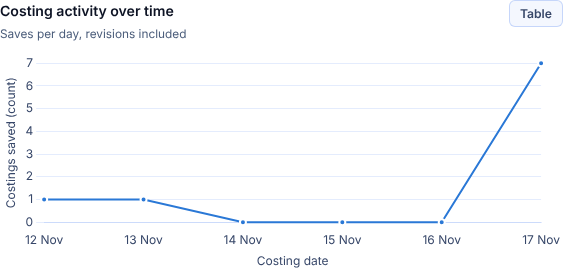 Costing activity over time
Table
Saves per day, revisions included
Costings saved (count)
7
6
5
4
3
2
1
0
12 Nov 13 Nov 14 Nov 15 Nov 16 Nov 17 Nov
Costing date